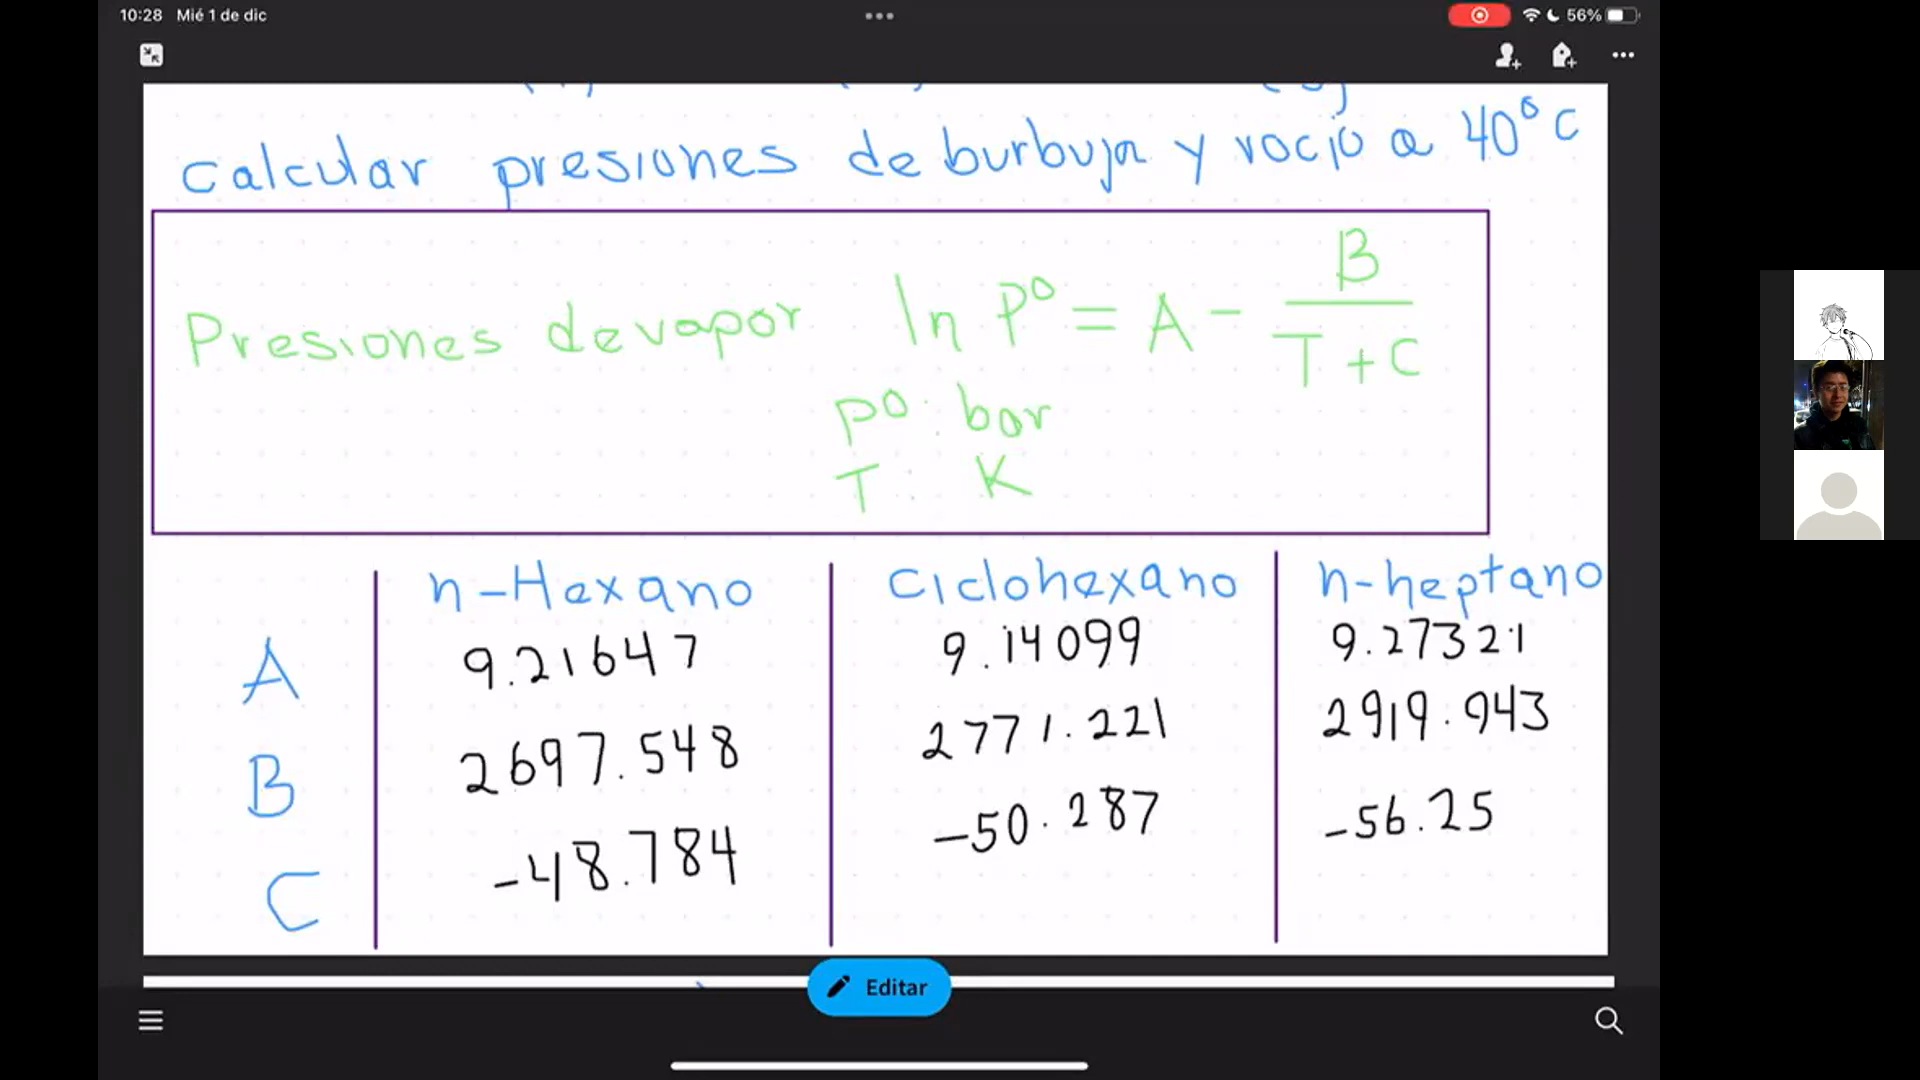 10:28 Mié 1 de dic
56%
calcular presiones de burbuja y rocio a 40°C
Presiones de vapor ln P° = A - B / T + C
P° : bar
T : K
n-Hexano Ciclohexano n-heptano
A 9.21647 9.14099 9.27321
B 2697.548 2771.221 2919.943
C -48.784 -50.287 -56.25
Editar